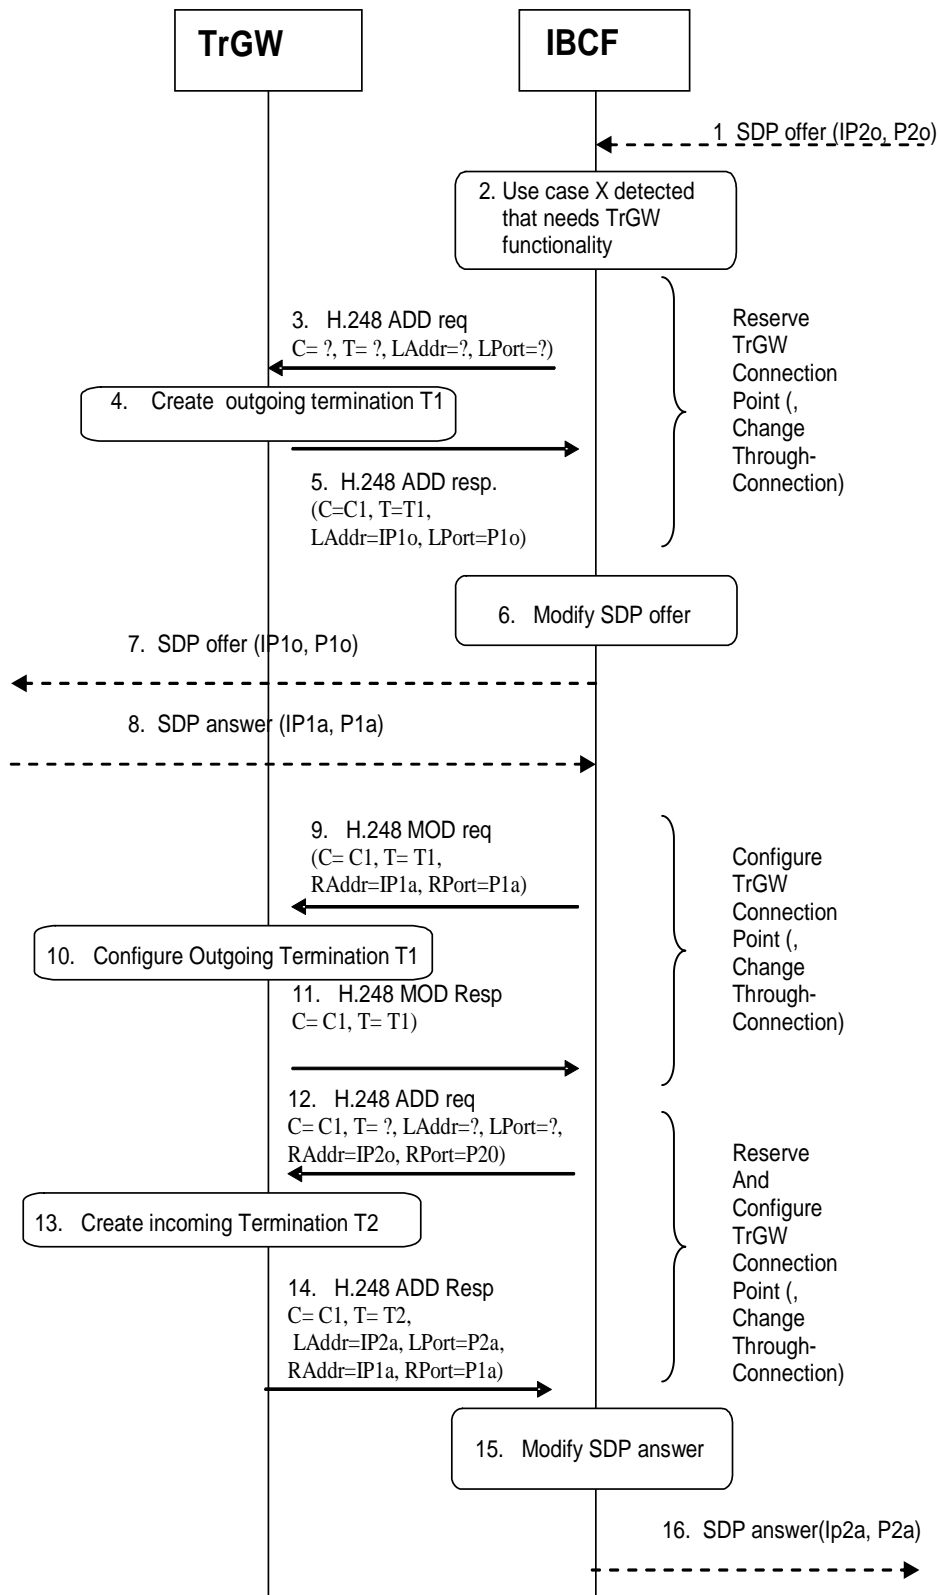 TrGW
IBCF
1 SDP offer (IP2o, P2o)
2. Use case X detected
that needs TrGW
functionality
3. H.248 ADD req
C= ?, T= ?, LAddr=?, LPort=?)
Reserve
TrGW
Connection
Point (,
Change
Through-
Connection)
4. Create outgoing termination T1
5. H.248 ADD resp.
(C=C1, T=T1,
LAddr=IP1o, LPort=P1o)
6. Modify SDP offer
7. SDP offer (IP1o, P1o)
8. SDP answer (IP1a, P1a)
9. H.248 MOD req
(C= C1, T= T1,
RAddr=IP1a, RPort=P1a)
Configure
TrGW
Connection
Point (,
Change
Through-
Connection)
10. Configure Outgoing Termination T1
11. H.248 MOD Resp
C= C1, T= T1)
12. H.248 ADD req
C= C1, T= ?, LAddr=?, LPort=?,
RAddr=IP2o, RPort=P20)
Reserve
And
Configure
TrGW
Connection
Point (,
Change
Through-
Connection)
13. Create incoming Termination T2
14. H.248 ADD Resp
C= C1, T= T2,
LAddr=IP2a, LPort=P2a,
RAddr=IP1a, RPort=P1a)
15. Modify SDP answer
16. SDP answer(Ip2a, P2a)